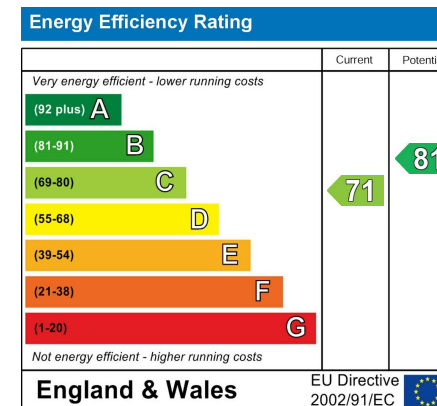 Energy Efficiency Rating
Current Potenti
Very energy efficient - lower running costs
(92 plus) A
(81-91) B
81
(69-80) C
71
(55-68) D
(39-54) E
(21-38) F
(1-20) G
Not energy efficient - higher running costs
England & Wales
EU Directive
2002/91/EC